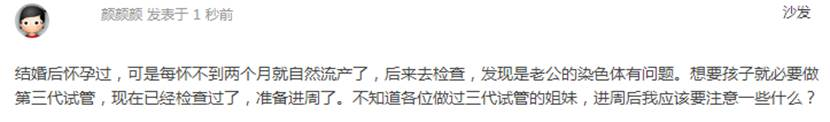 颜颜颜 发表于 1 秒前
沙发
结婚后怀孕过，可是每怀不到两个月就自然流产了，后来去检查，发现是老公的染色体有问题。想要孩子就必要做
第三代试管，现在已经检查过了，准备进周了。不知道各位做过三代试管的姐妹，进周后我应该要注意一些什么？